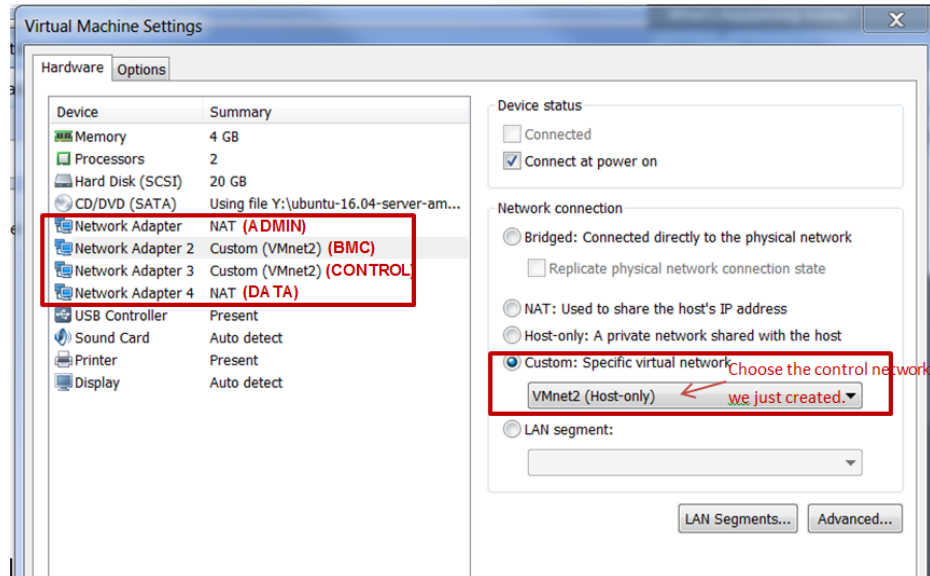 Virtual Machine Settings
Hardware Options
Device Summary
Memory 4 GB
Processors 2
Hard Disk (SCSI) 20 GB
CD/DVD (SATA) Using file Y:\ubuntu-16.04-server-am...
Network Adapter NAT (ADMIN)
Network Adapter 2 Custom (VMnet2) (BMC)
Network Adapter 3 Custom (VMnet2) (CONTROL)
Network Adapter 4 NAT (DATA)
USB Controller Present
Sound Card Auto detect
Printer Present
Display Auto detect
Device status
Connected
Connect at power on
Network connection
Bridged: Connected directly to the physical network
Replicate physical network connection state
NAT: Used to share the host's IP address
Host-only: A private network shared with the host
Custom: Specific virtual network
Choose the control network
VMnet2 (Host-only)
we just created.
LAN segment:
LAN Segments... Advanced...